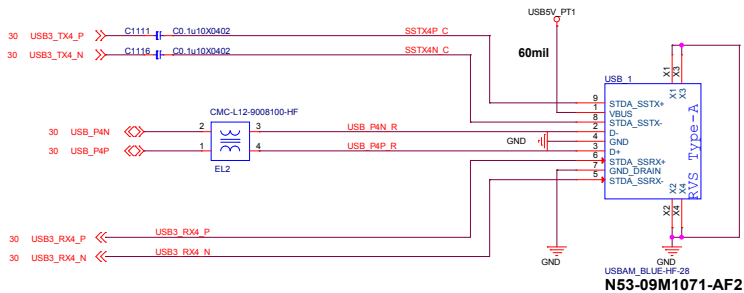 USB5V_PT1
C1111 C0.1u10X0402
30 USB3_TX4_P SSTX4P_C
C1116 C0.1u10X0402
30 USB3_TX4_N SSTX4N_C
60mil
X1
X3
USB_1
X1
X3
9 STDA_SSTX+
1 VBUS
8 STDA_SSTX-
2 D-
4 GND
3 D+
6 STDA_SSRX+
7 GND_DRAIN
5 STDA_SSRX-
RVS Type-A
CMC-L12-9008100-HF
30 USB_P4N 2 3 USB_P4N_R
GND
30 USB_P4P 1 4 USB_P4P_R
EL2
X2
X4
X2
X4
30 USB3_RX4_P USB3_RX4_P
30 USB3_RX4_N USB3_RX4_N
GND
GND
USBAM_BLUE-HF-28
N53-09M1071-AF2